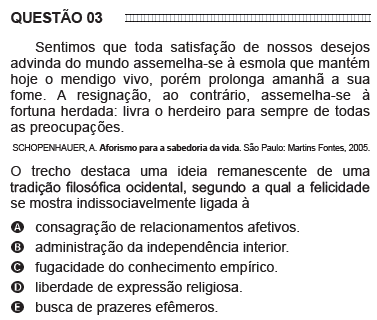 QUESTÃO 03
Sentimos que toda satisfação de nossos desejos
advinda do mundo assemelha-se à esmola que mantém
hoje o mendigo vivo, porém prolonga amanhã a sua
fome. A resignação, ao contrário, assemelha-se à
fortuna herdada: livra o herdeiro para sempre de todas
as preocupações.
SCHOPENHAUER, A. Aforismo para a sabedoria da vida. São Paulo: Martins Fontes, 2005.
O trecho destaca uma ideia remanescente de uma
tradição filosófica ocidental, segundo a qual a felicidade
se mostra indissociavelmente ligada à
A consagração de relacionamentos afetivos.
B administração da independência interior.
C fugacidade do conhecimento empírico.
D liberdade de expressão religiosa.
E busca de prazeres efêmeros.